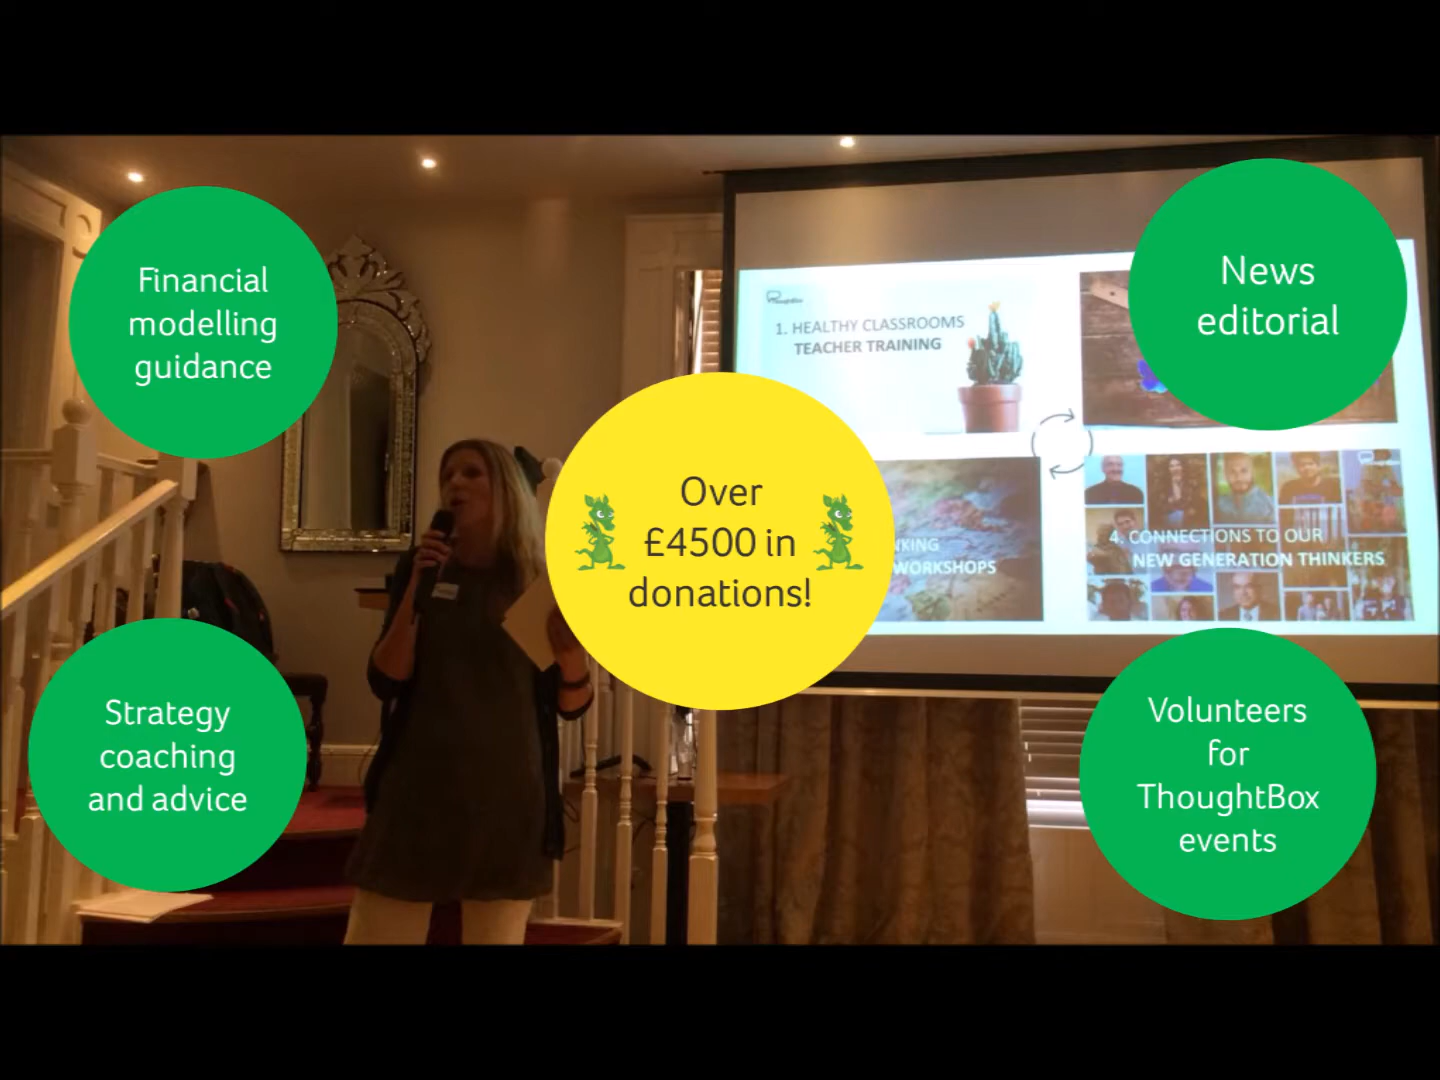 Financial
modelling
guidance
News
editorial
ThoughtBox
1. HEALTHY CLASSROOMS
TEACHER TRAINING
Over
£4500 in
donations!
WORKSHOPS
4. CONNECTIONS TO OUR
NEW GENERATION THINKERS
Strategy
coaching
and advice
Volunteers
for
ThoughtBox
events